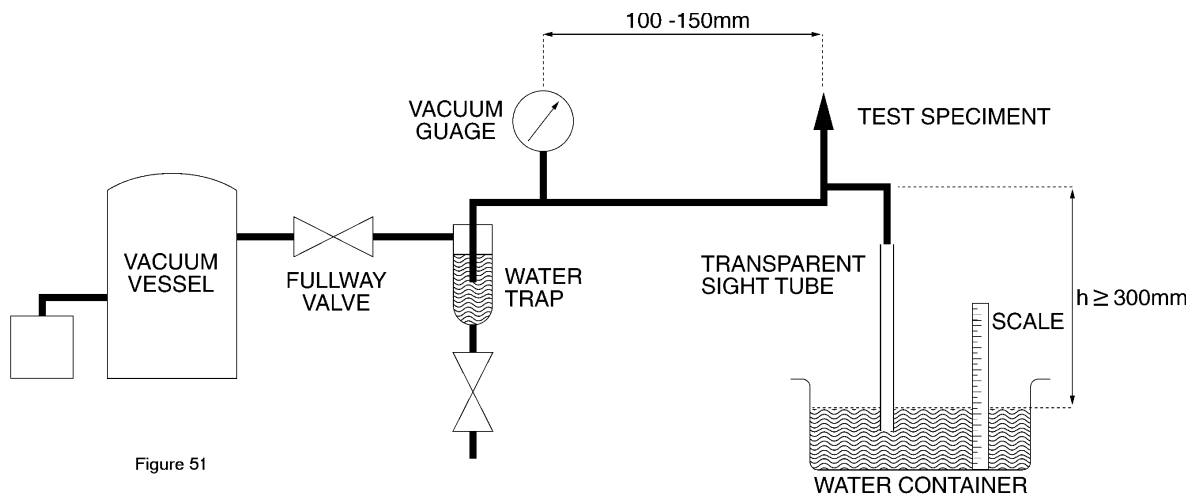 100 -150mm
VACUUM
GUAGE
TEST SPECIMENT
VACUUM
VESSEL
FULLWAY
VALVE
WATER
TRAP
TRANSPARENT
SIGHT TUBE
h ≥ 300mm
SCALE
Figure 51
WATER CONTAINER